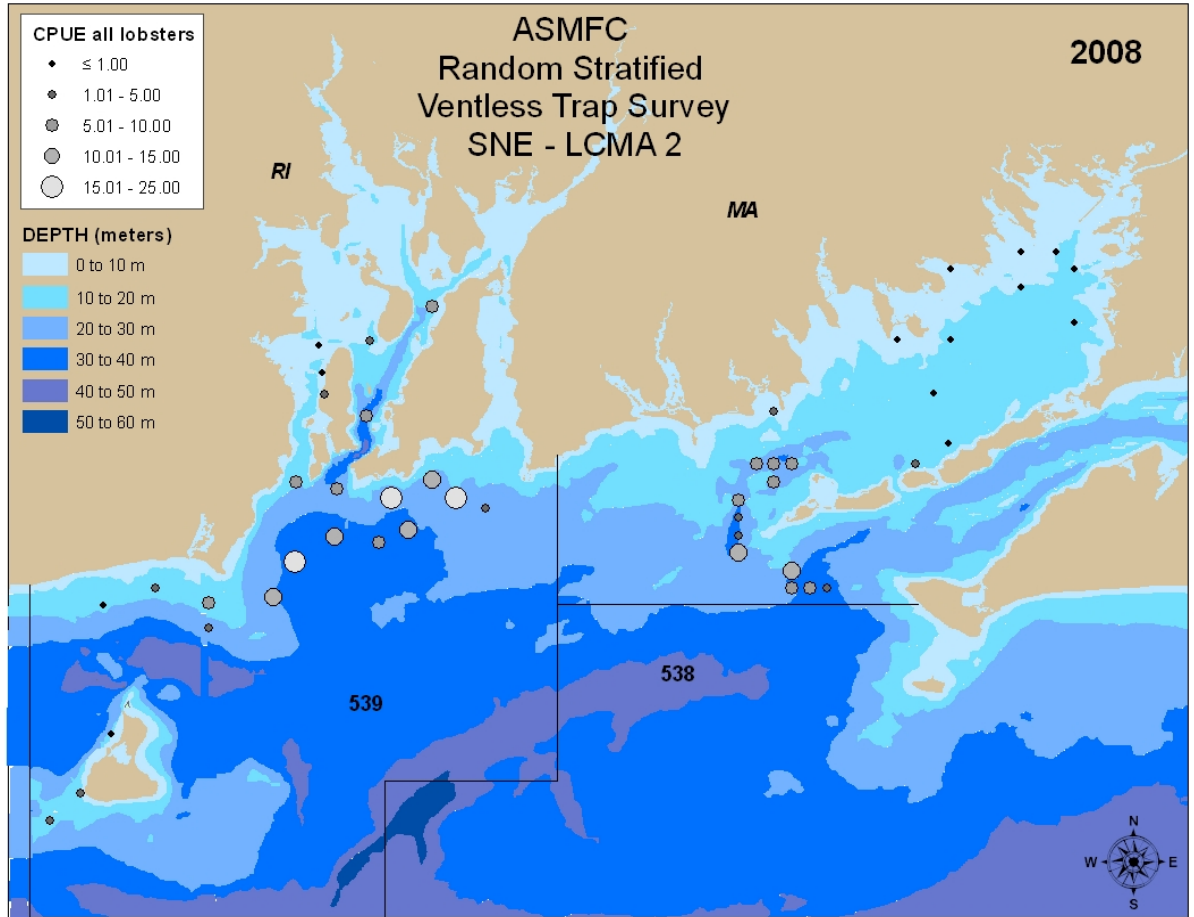 CPUE all lobsters
≤ 1.00
1.01 - 5.00
5.01 - 10.00
10.01 - 15.00
15.01 - 25.00
DEPTH (meters)
0 to 10 m
10 to 20 m
20 to 30 m
30 to 40 m
40 to 50 m
50 to 60 m
ASMFC
Random Stratified
Ventless Trap Survey
SNE - LCMA 2
2008
RI
MA
539
538
N
W
E
S